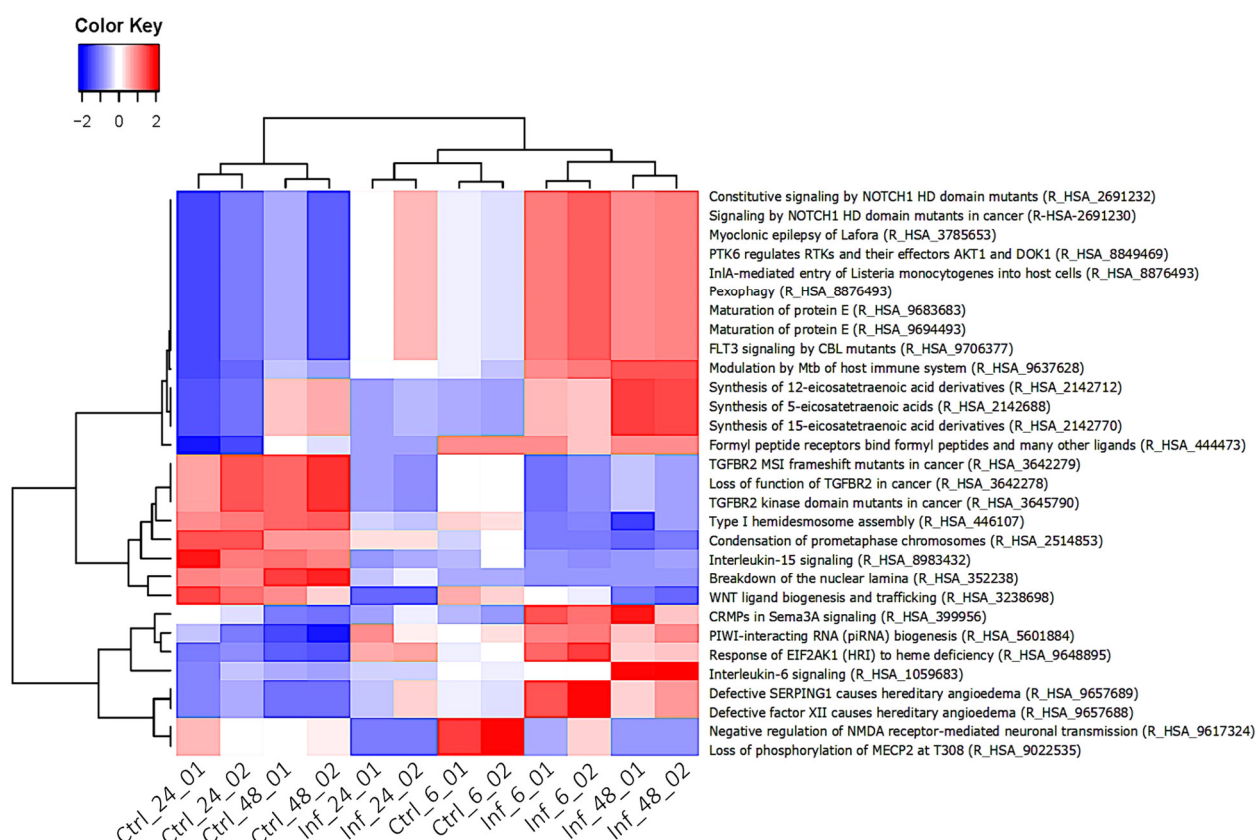 Color Key
−2 0 2
Constitutive signaling by NOTCH1 HD domain mutants (R_HSA_2691232)
Signaling by NOTCH1 HD domain mutants in cancer (R-HSA-2691230)
Myoclonic epilepsy of Lafora (R_HSA_3785653)
PTK6 regulates RTKs and their effectors AKT1 and DOK1 (R_HSA_8849469)
InlA-mediated entry of Listeria monocytogenes into host cells (R_HSA_8876493)
Pexophagy (R_HSA_8876493)
Maturation of protein E (R_HSA_9683683)
Maturation of protein E (R_HSA_9694493)
FLT3 signaling by CBL mutants (R_HSA_9706377)
Modulation by Mtb of host immune system (R_HSA_9637628)
Synthesis of 12-eicosatetraenoic acid derivatives (R_HSA_2142712)
Synthesis of 5-eicosatetraenoic acids (R_HSA_2142688)
Synthesis of 15-eicosatetraenoic acid derivatives (R_HSA_2142770)
Formyl peptide receptors bind formyl peptides and many other ligands (R_HSA_444473)
TGFBR2 MSI frameshift mutants in cancer (R_HSA_3642279)
Loss of function of TGFBR2 in cancer (R_HSA_3642278)
TGFBR2 kinase domain mutants in cancer (R_HSA_3645790)
Type I hemidesmosome assembly (R_HSA_446107)
Condensation of prometaphase chromosomes (R_HSA_2514853)
Interleukin-15 signaling (R_HSA_8983432)
Breakdown of the nuclear lamina (R_HSA_352238)
WNT ligand biogenesis and trafficking (R_HSA_3238698)
CRMPs in Sema3A signaling (R_HSA_399956)
PIWI-interacting RNA (piRNA) biogenesis (R_HSA_5601884)
Response of EIF2AK1 (HRI) to heme deficiency (R_HSA_9648895)
Interleukin-6 signaling (R_HSA_1059683)
Defective SERPING1 causes hereditary angioedema (R_HSA_9657689)
Defective factor XII causes hereditary angioedema (R_HSA_9657688)
Negative regulation of NMDA receptor-mediated neuronal transmission (R_HSA_9617324)
Loss of phosphorylation of MECP2 at T308 (R_HSA_9022535)
Ctrl_24_01
Ctrl_24_02
Ctrl_48_01
Ctrl_48_02
Inf_24_01
Inf_24_02
Ctrl_6_01
Ctrl_6_02
Inf_6_01
Inf_6_02
Inf_48_01
Inf_48_02